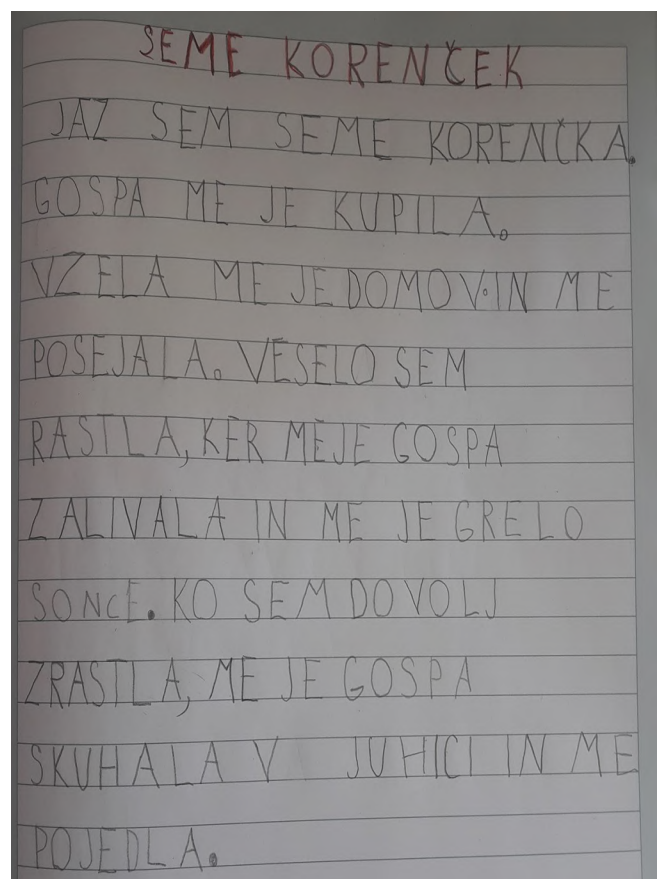 SEME KORENČEK
JAZ SEM SEME KORENČKA.
GOSPA ME JE KUPILA.
VZELA ME JE DOMOV IN ME
POSEJALA. VESELO SEM
RASTLA, KER ME JE GOSPA
ZALIVALA IN ME JE GRELO
SONCE. KO SEM DOVOLJ
ZRASTLA, ME JE GOSPA
SKUHALA V JUHICI IN ME
POJEDLA.